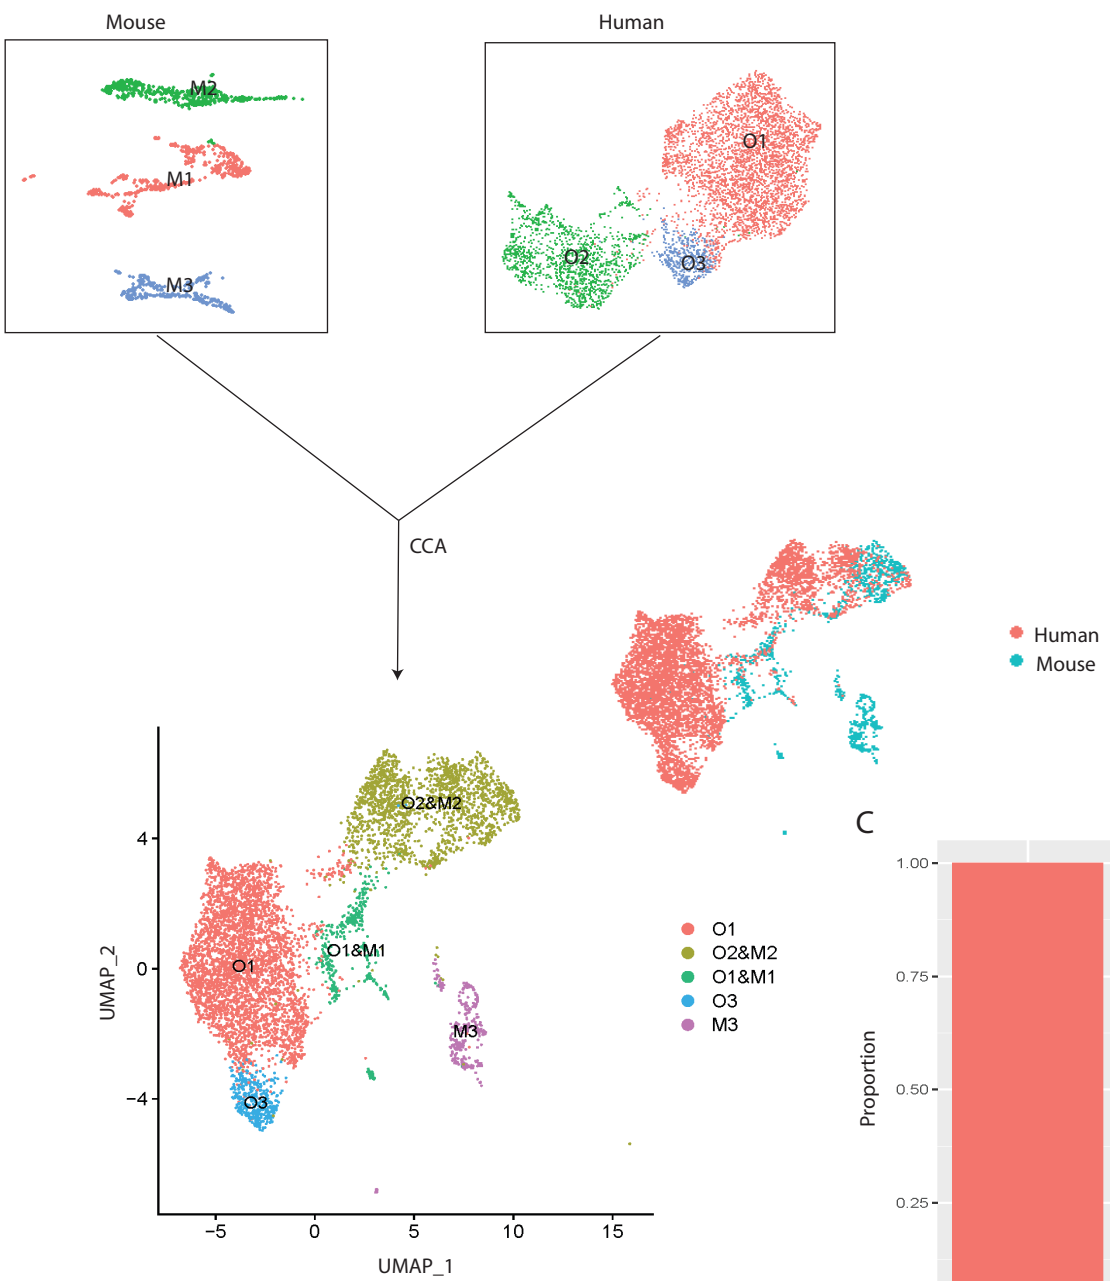 Mouse
Human
M2
M1
M3
O1
O2
O3
CCA
Human
Mouse
O2&M2
O1&M1
O1
M3
O3
4
0
−4
−5
0
5
10
15
UMAP_2
UMAP_1
O1
O2&M2
O1&M1
O3
M3
C
1.00
0.75
0.50
0.25
Proportion